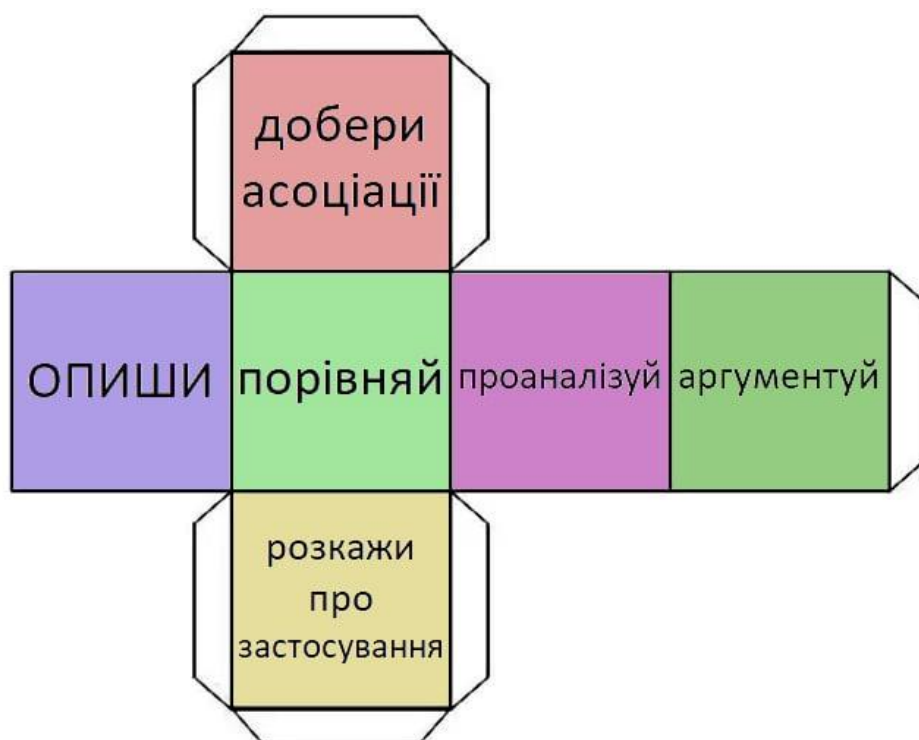 добери
асоціації
ОПИШИ
порівняй
проаналізуй
аргументуй
розкажи
про
застосування